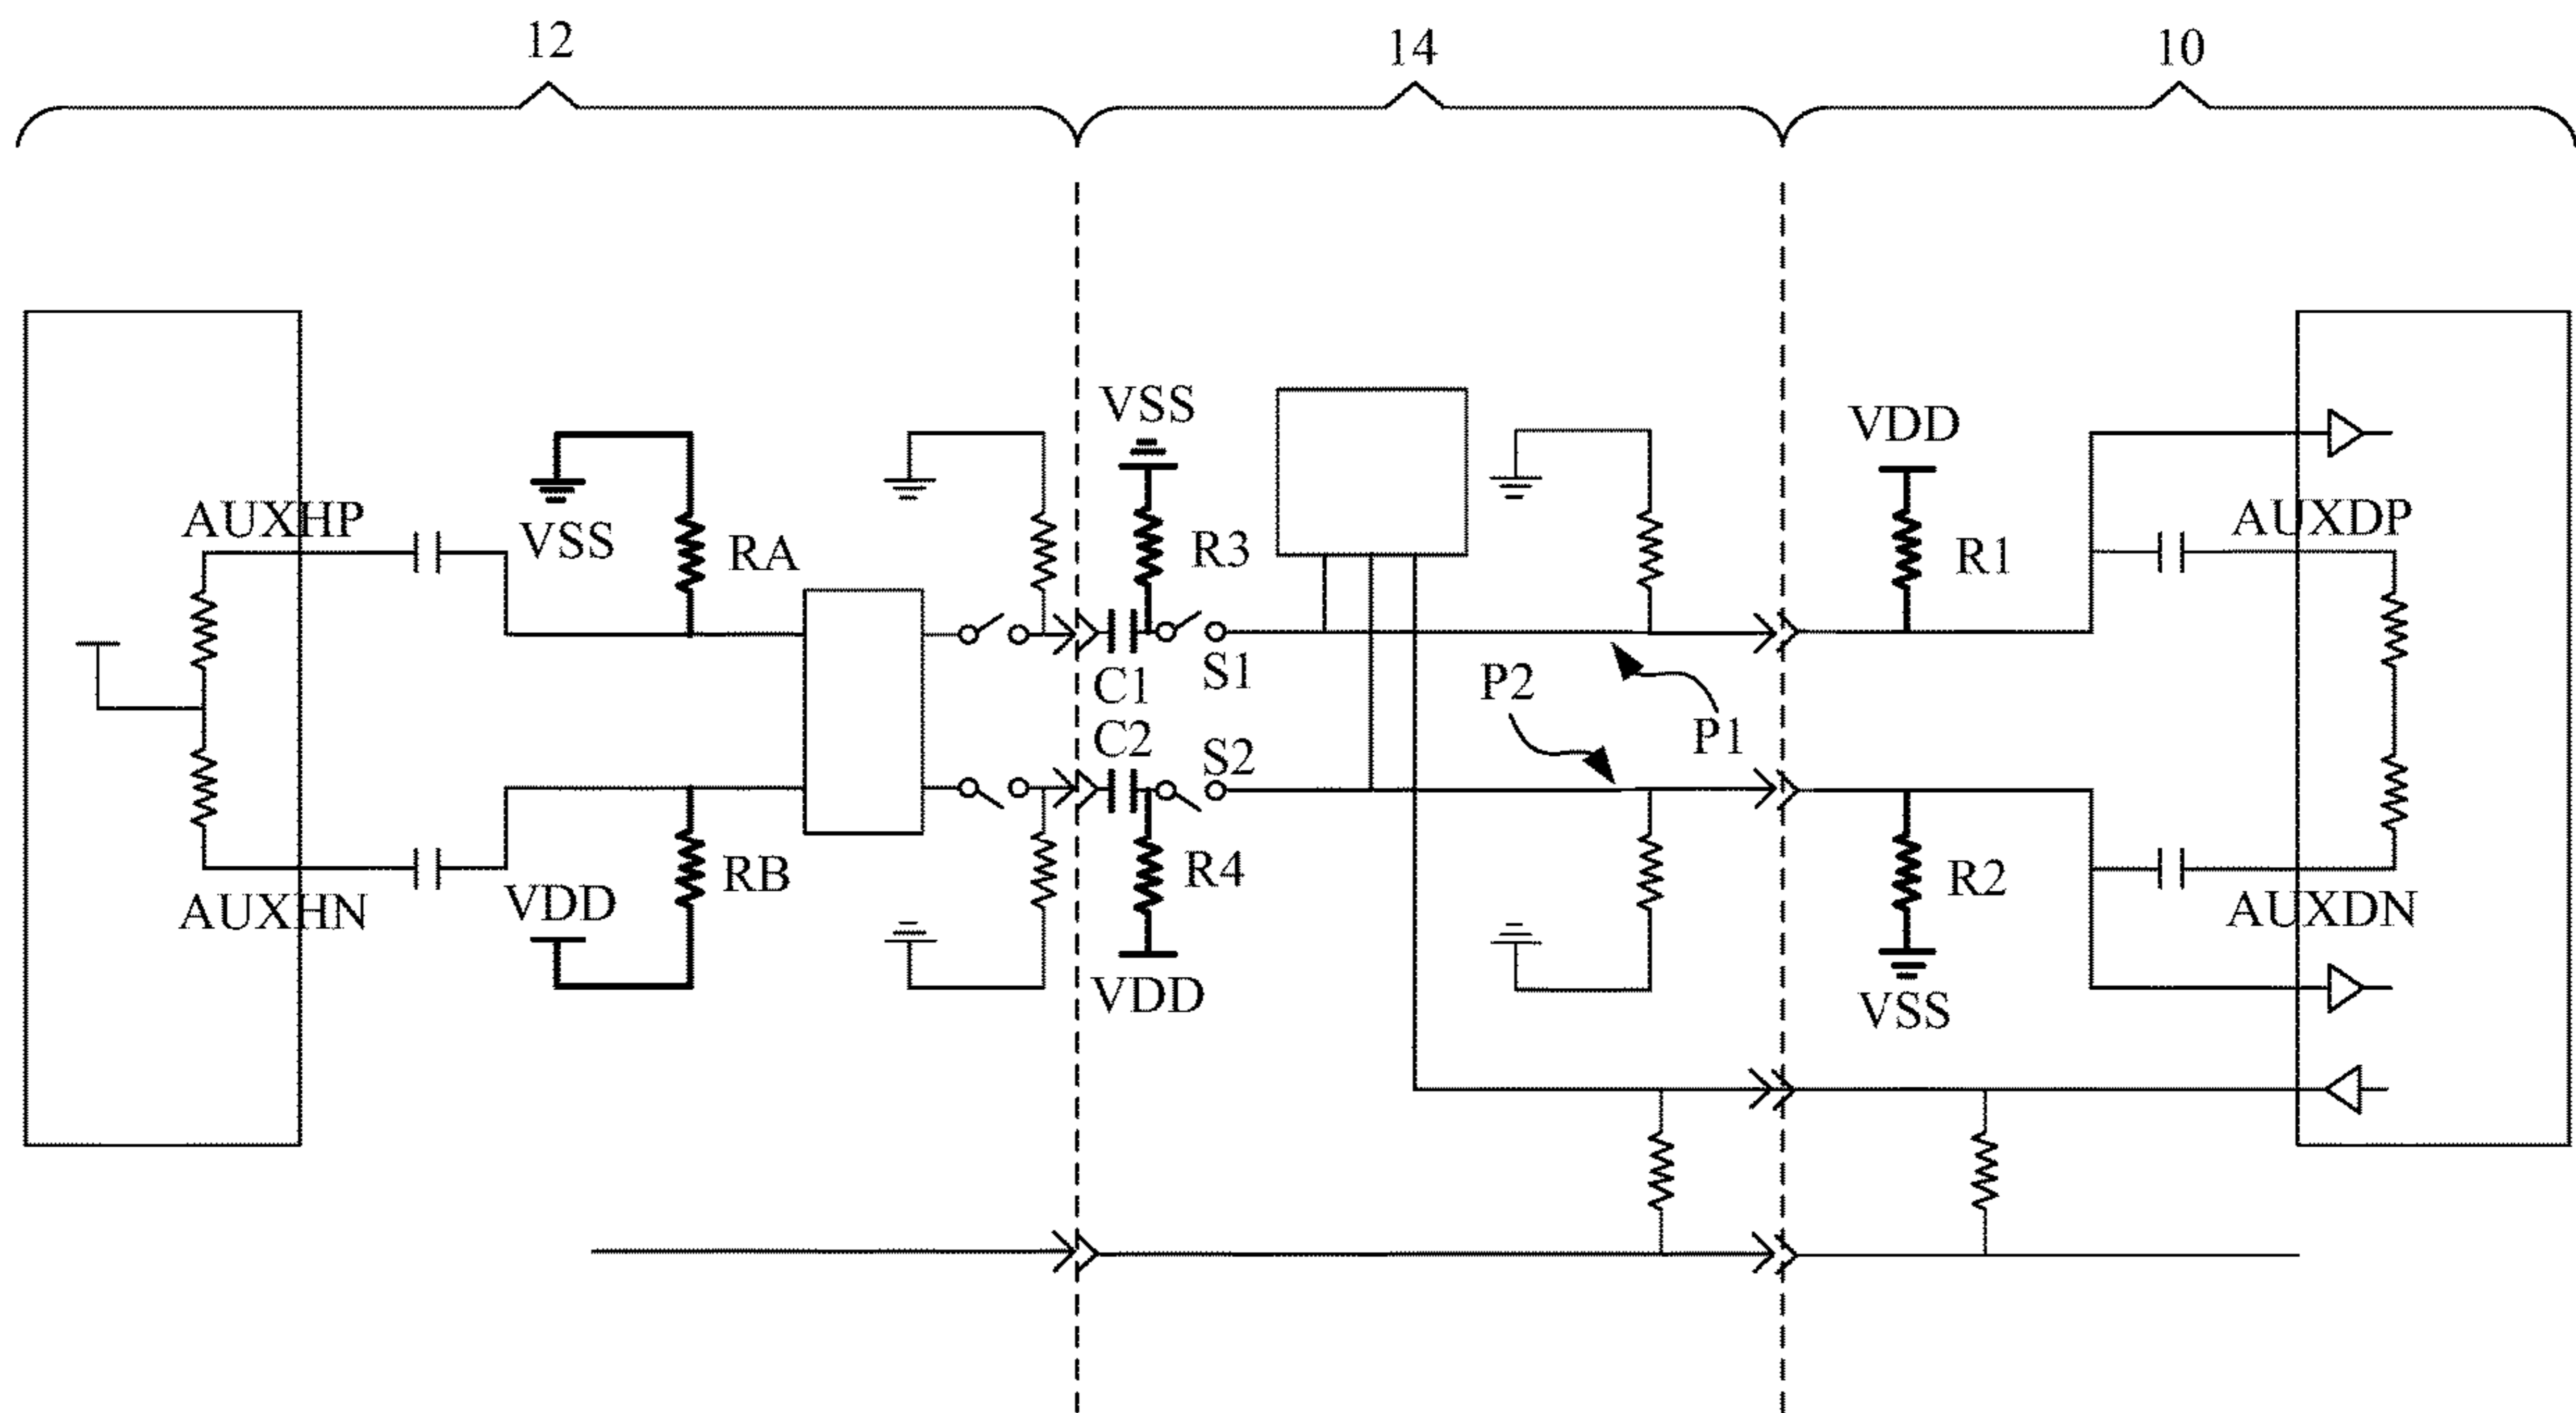 12
14
10
VSS
VDD
AUXHP
VSS
RA
R3
R1
AUXDP
C1
S1
P2
P1
C2
S2
AUXHN
VDD
RB
R4
R2
AUXDN
VDD
VSS